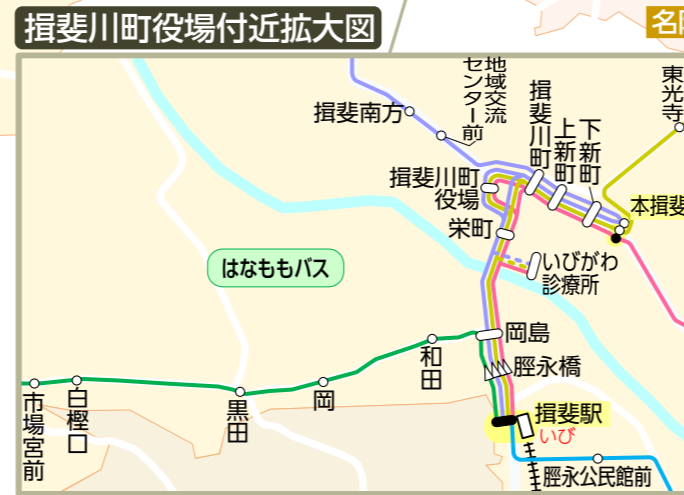 揖斐川町役場付近拡大図
名阪
地域交流
センター前
揖斐南方
揖斐川町
上新町
下新町
東光寺
揖斐川町
役場
本揖斐
栄町
いびがわ
診療所
はなももバス
岡島
和田
脛永橋
市場宮前
白樫口
黒田
岡
揖斐駅
いび
脛永公民館前